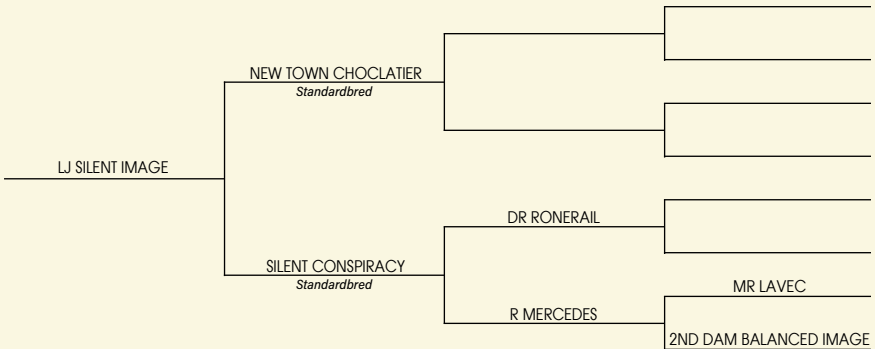 NEW TOWN CHOCLATIER
Standardbred
LJ SILENT IMAGE
DR RONERAIL
SILENT CONSPIRACY
Standardbred
MR LAVEC
R MERCEDES
2ND DAM BALANCED IMAGE